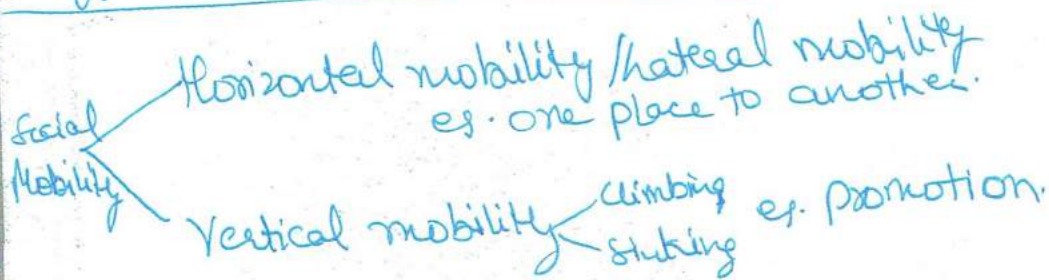 Horizontal mobility / Lateral mobility
eg. one place to another.
Social
Mobility
Vertical mobility
climbing
sinking
eg. promotion.